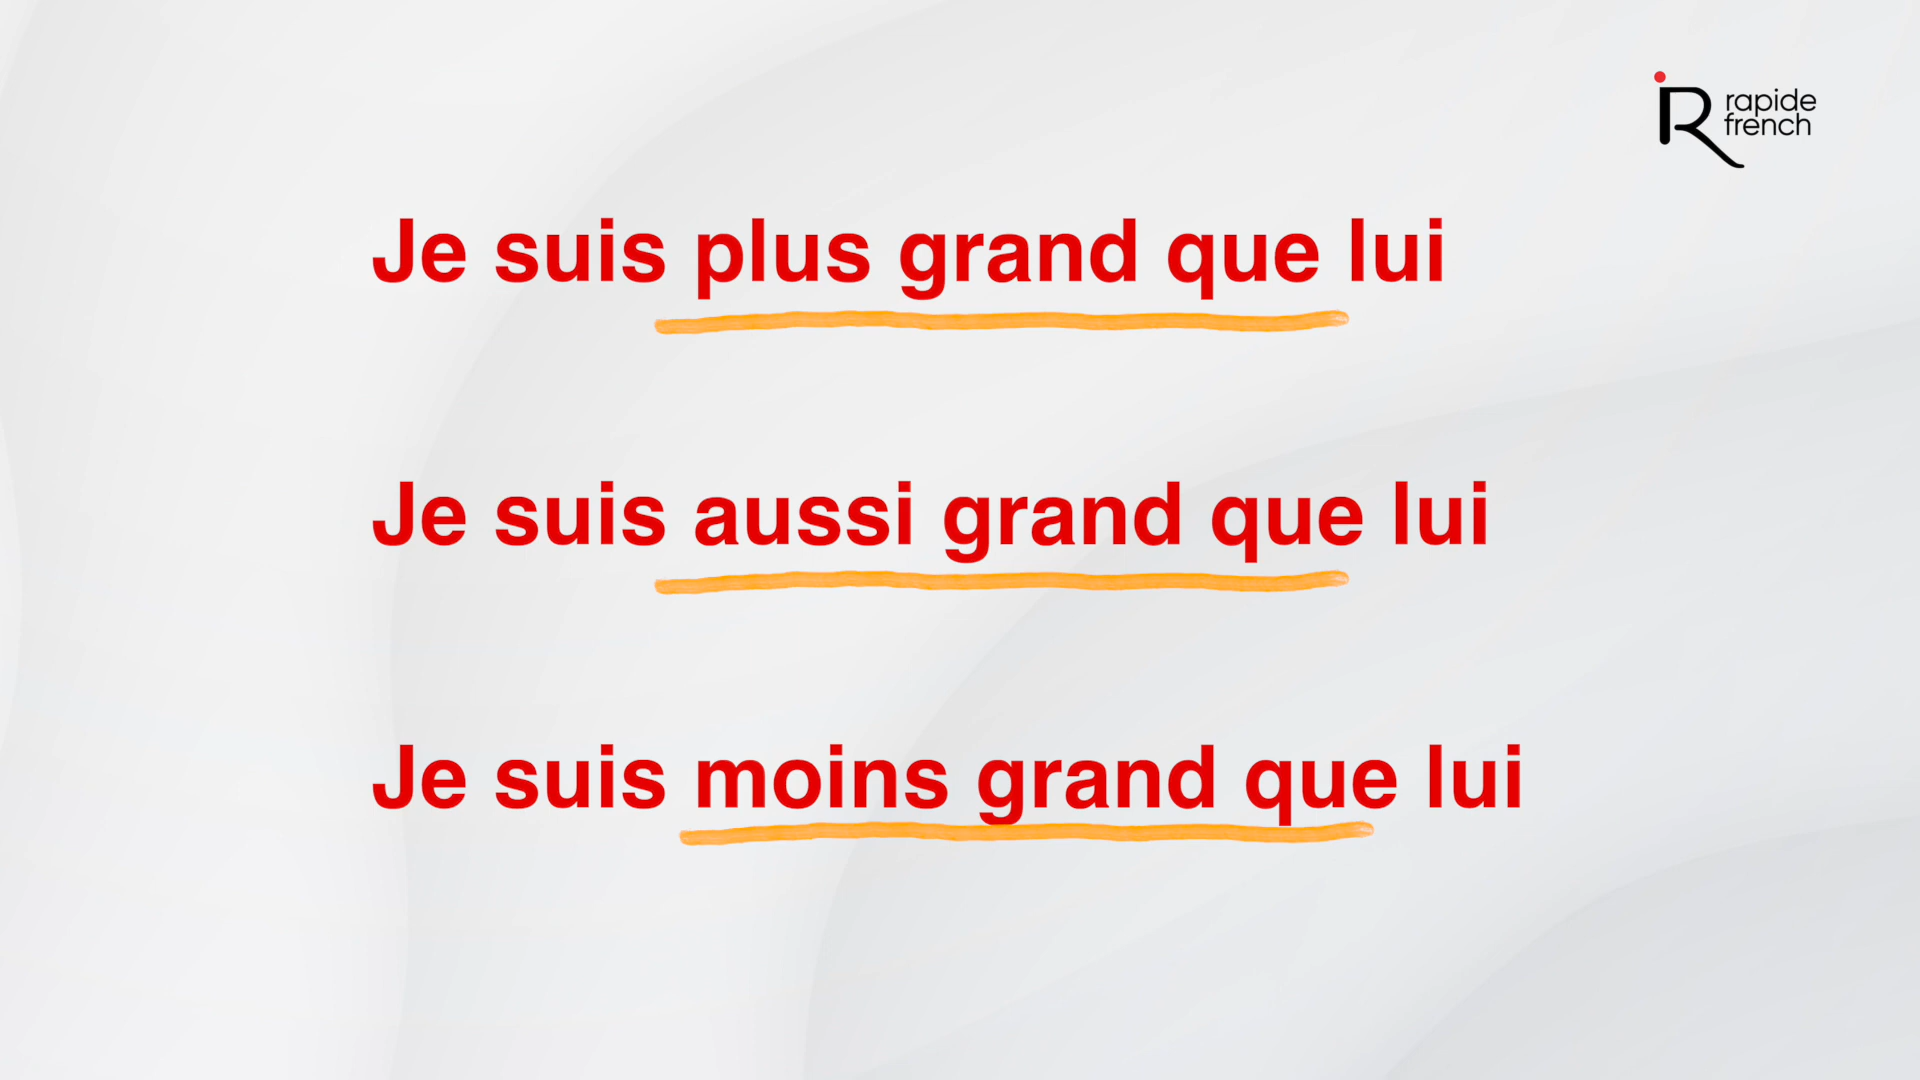 rapide
french
Je suis plus grand que lui
Je suis aussi grand que lui
Je suis moins grand que lui